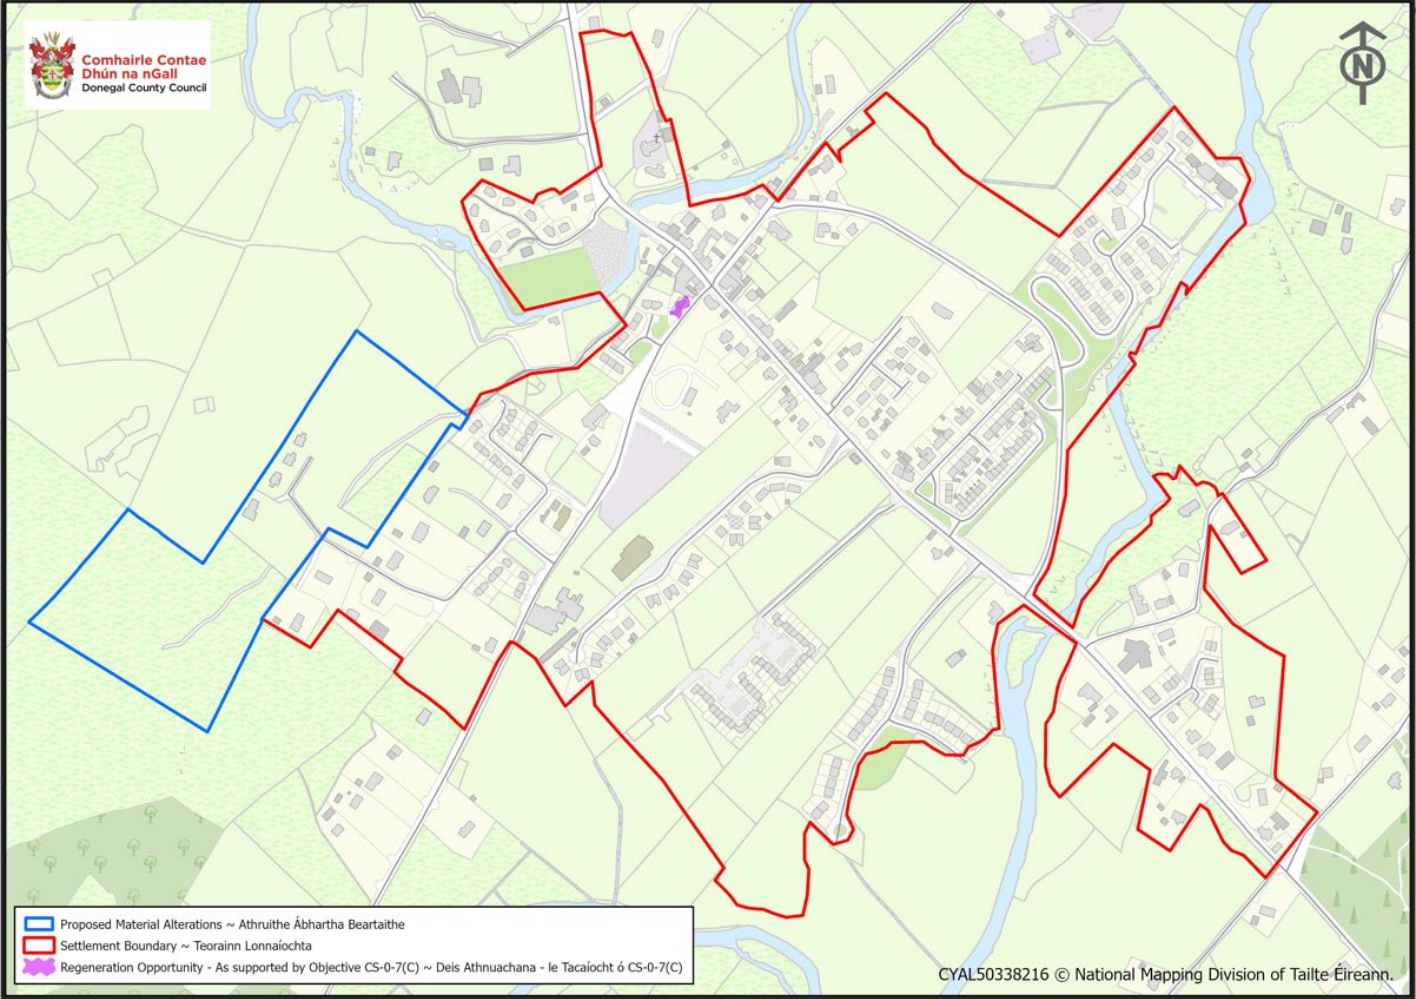 Comhairle Contae
Dhún na nGall
Donegal County Council
N
Proposed Material Alterations ~ Athruithe Ábhartha Beartaithe
Settlement Boundary ~ Teorainn Lonnaíochta
Regeneration Opportunity - As supported by Objective CS-0-7(C) ~ Deis Athnuachana - le Tacaíocht ó CS-0-7(C)
CYAL50338216 © National Mapping Division of Tailte Éireann.